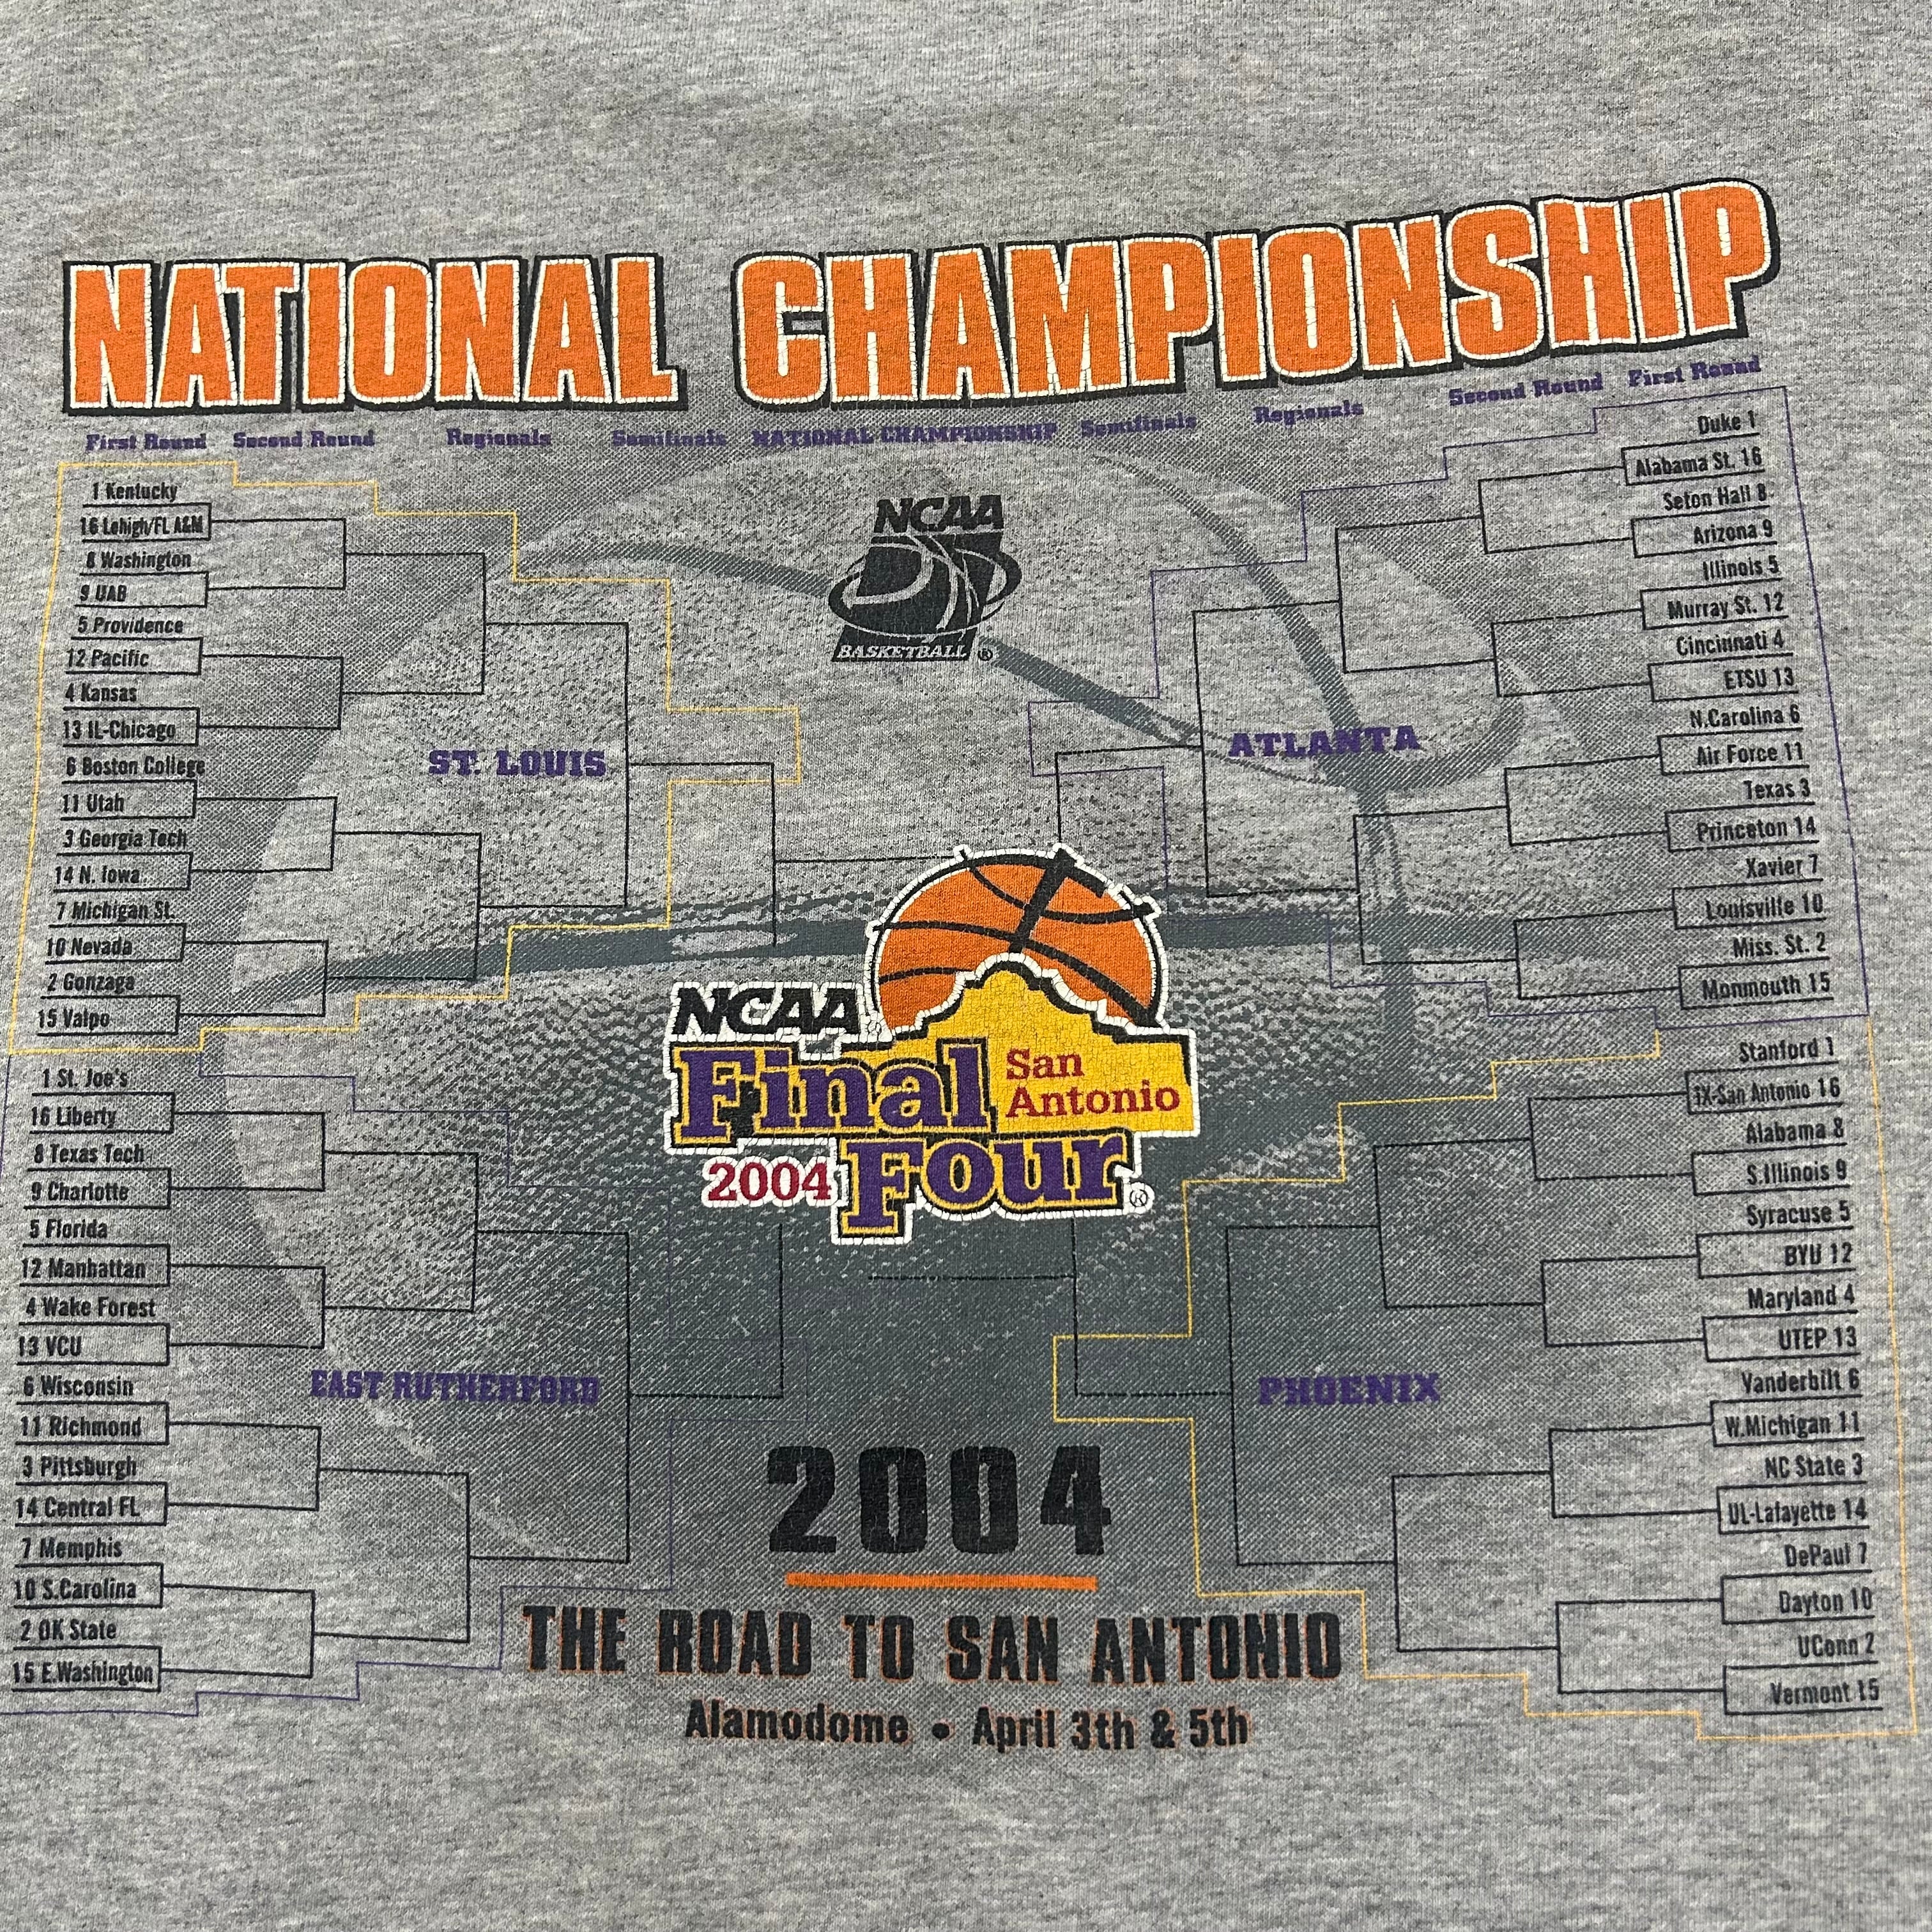 NATIONAL CHAMPIONSHIP
First Round Second Round Regionals Semifinals NATIONAL CHAMPIONSHIP Semifinals Regionals Second Round First Round
NCAA
BASKETBALL ®
1 Kentucky
16 Lehigh/FL A&M
8 Washington
9 UAB
5 Providence
12 Pacific
4 Kansas
13 IL-Chicago
6 Boston College
11 Utah
3 Georgia Tech
14 N. Iowa
7 Michigan St.
10 Nevada
2 Gonzaga
15 Valpo
ST. LOUIS
1 St. Joe's
16 Liberty
8 Texas Tech
9 Charlotte
5 Florida
12 Manhattan
4 Wake Forest
13 VCU
6 Wisconsin
11 Richmond
3 Pittsburgh
14 Central FL
7 Memphis
10 S.Carolina
2 OK State
15 E.Washington
EAST RUTHERFORD
NCAA ®
Final
Four ®
San
Antonio
2004
Duke 1
Alabama St. 16
Seton Hall 8
Arizona 9
Illinois 5
Murray St. 12
Cincinnati 4
ETSU 13
N.Carolina 6
Air Force 11
Texas 3
Princeton 14
Xavier 7
Louisville 10
Miss. St. 2
Monmouth 15
ATLANTA
Stanford 1
TX-San Antonio 16
Alabama 8
S.Illinois 9
Syracuse 5
BYU 12
Maryland 4
UTEP 13
Vanderbilt 6
W.Michigan 11
NC State 3
UL-Lafayette 14
DePaul 7
Dayton 10
UConn 2
Vermont 15
PHOENIX
2004
THE ROAD TO SAN ANTONIO
Alamodome • April 3th & 5th